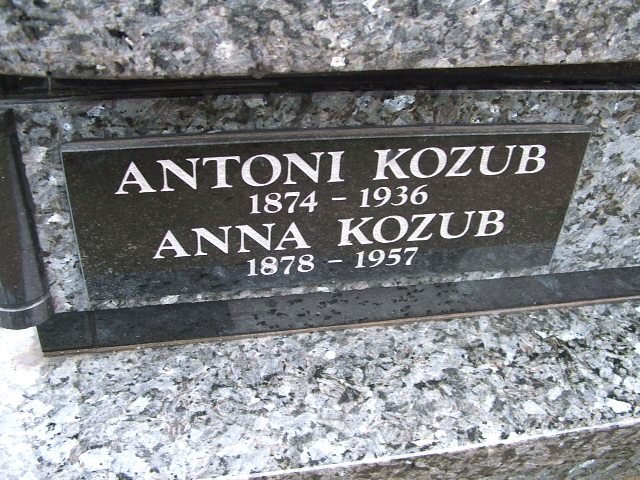 ANTONI KOZUB
1874 - 1936
ANNA KOZUB
1878 - 1957